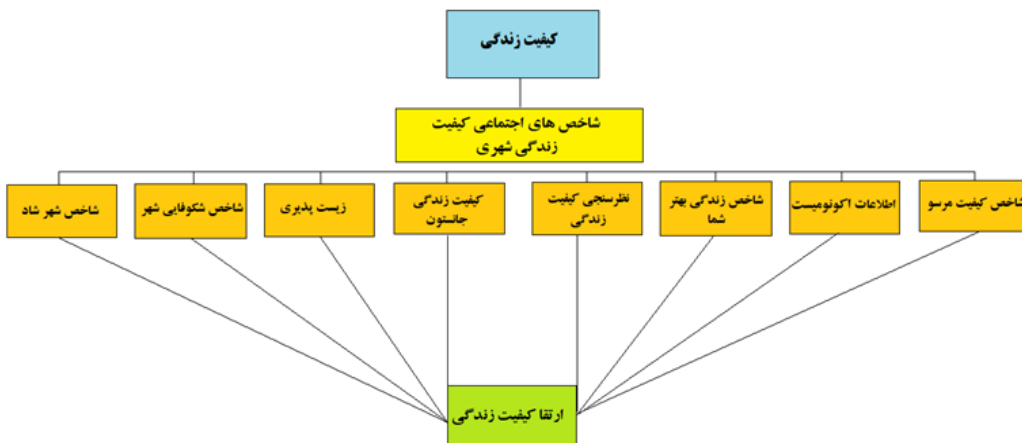 کیفیت زندگی
شاخص های اجتماعی کیفیت
زندگی شهری
شاخص کیفیت مرسو
اطلاعات اکونومیست
شاخص زندگی بهتر
شما
نظرسنجی کیفیت
زندگی
کیفیت زندگی
جانستون
زیست پذیری
شاخص شکوفایی شهر
شاخص شهر شاد
ارتقا کیفیت زندگی